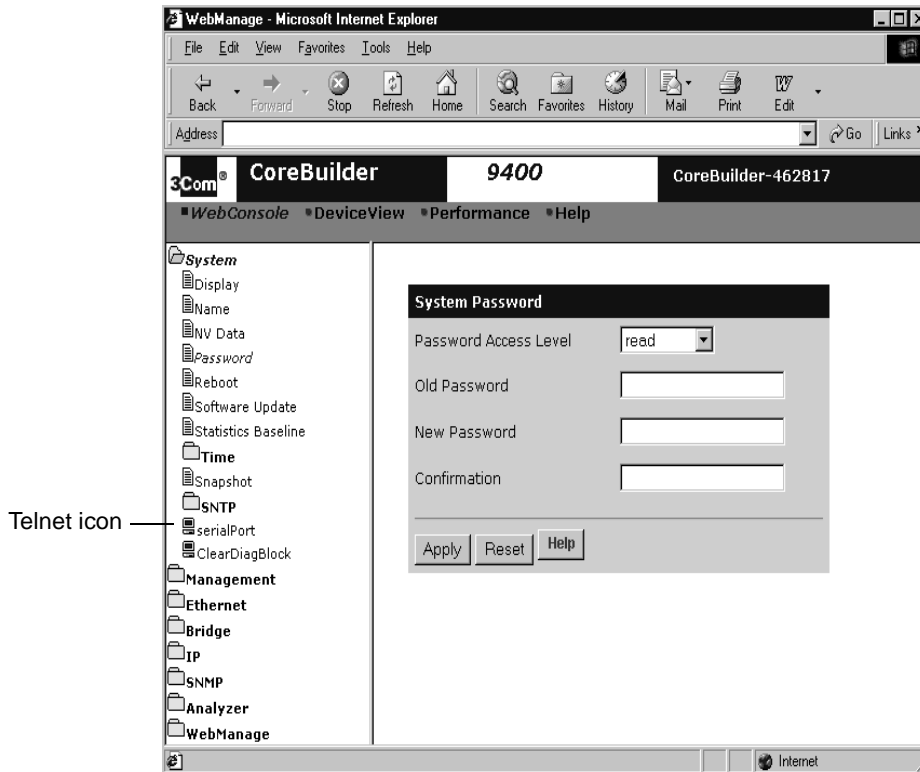 WebManage - Microsoft Internet Explorer
File Edit View Favorites Tools Help
Back Forward Stop Refresh Home Search Favorites History Mail Print Edit
Address Go Links
3Com® CoreBuilder 9400 CoreBuilder-462817
WebConsole DeviceView Performance Help
System
Display
Name
NV Data
Password
Reboot
Software Update
Statistics Baseline
Time
Snapshot
SNTP
serialPort
ClearDiagBlock
Management
Ethernet
Bridge
IP
SNMP
Analyzer
WebManage
System Password
Password Access Level read
Old Password
New Password
Confirmation
Apply Reset Help
Telnet icon
Internet